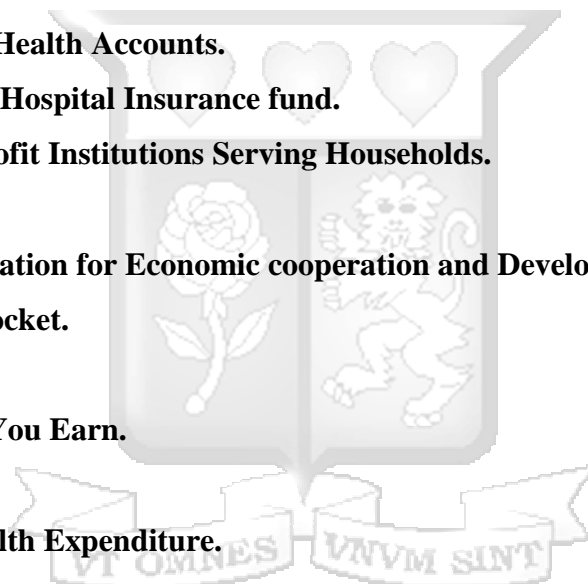 Health Accounts.
Hospital Insurance fund.
ofit Institutions Serving Households.
ation for Economic cooperation and Develo
ocket.
You Earn.
lth Expenditure.
VT OMNES VNVM SINT